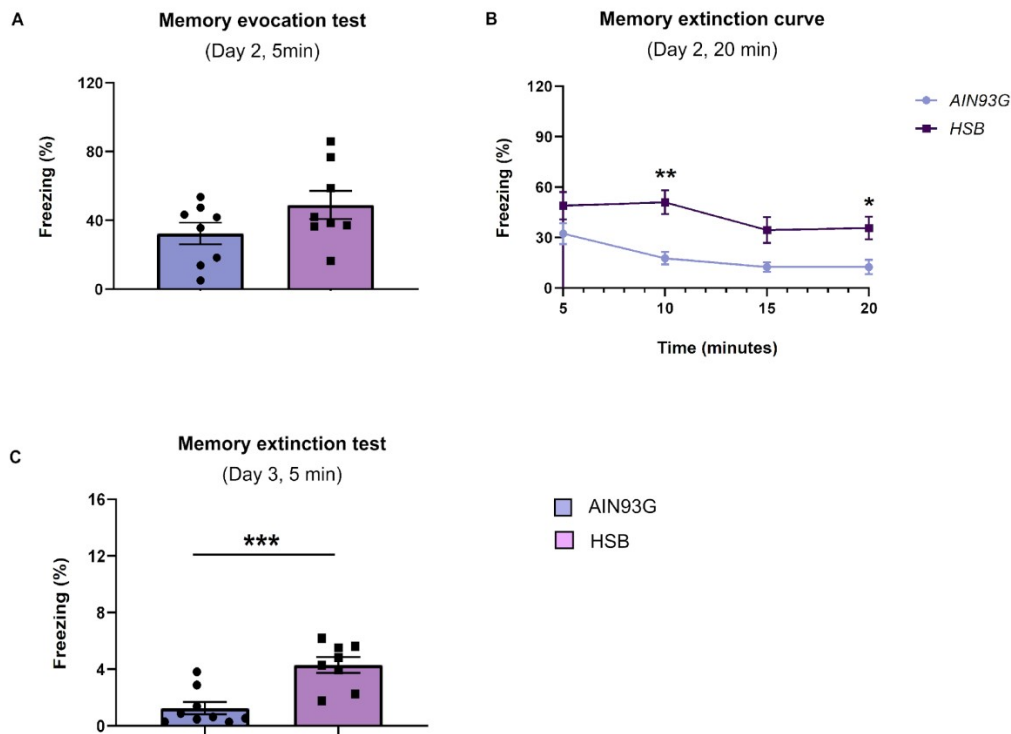 A
Memory evocation test
(Day 2, 5min)
120
80
40
0
Freezing (%)
B
Memory extinction curve
(Day 2, 20 min)
120
90
60
30
0
Freezing (%)
**
*
5
10
15
20
Time (minutes)
AIN93G
HSB
C
Memory extinction test
(Day 3, 5 min)
16
12
8
4
0
Freezing (%)
***
AIN93G
HSB